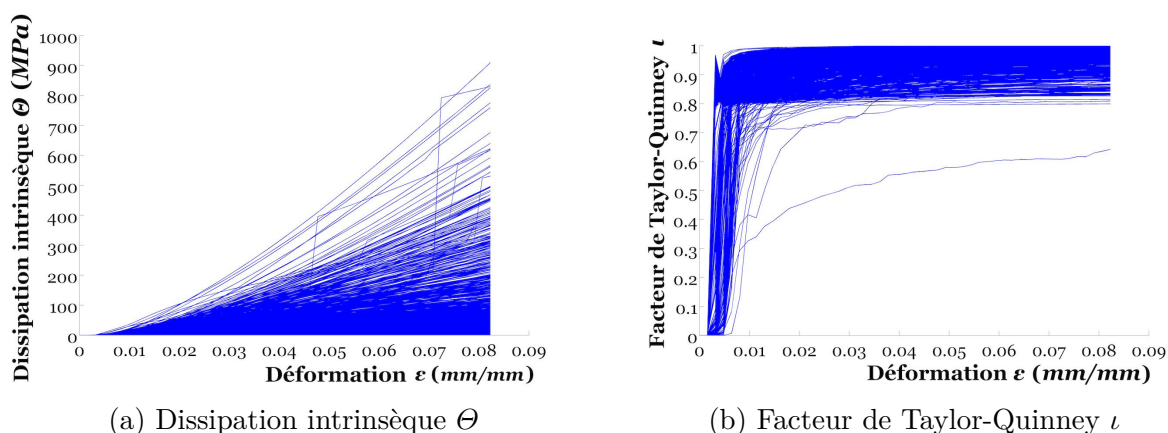 Dissipation intrinsèque Θ (MPa)
1000
900
800
700
600
500
400
300
200
100
0
0 0.01 0.02 0.03 0.04 0.05 0.06 0.07 0.08 0.09
Déformation ε (mm/mm)
(a) Dissipation intrinsèque Θ
Facteur de Taylor-Quinney ι
1
0.9
0.8
0.7
0.6
0.5
0.4
0.3
0.2
0.1
0
0 0.01 0.02 0.03 0.04 0.05 0.06 0.07 0.08 0.09
Déformation ε (mm/mm)
(b) Facteur de Taylor-Quinney ι